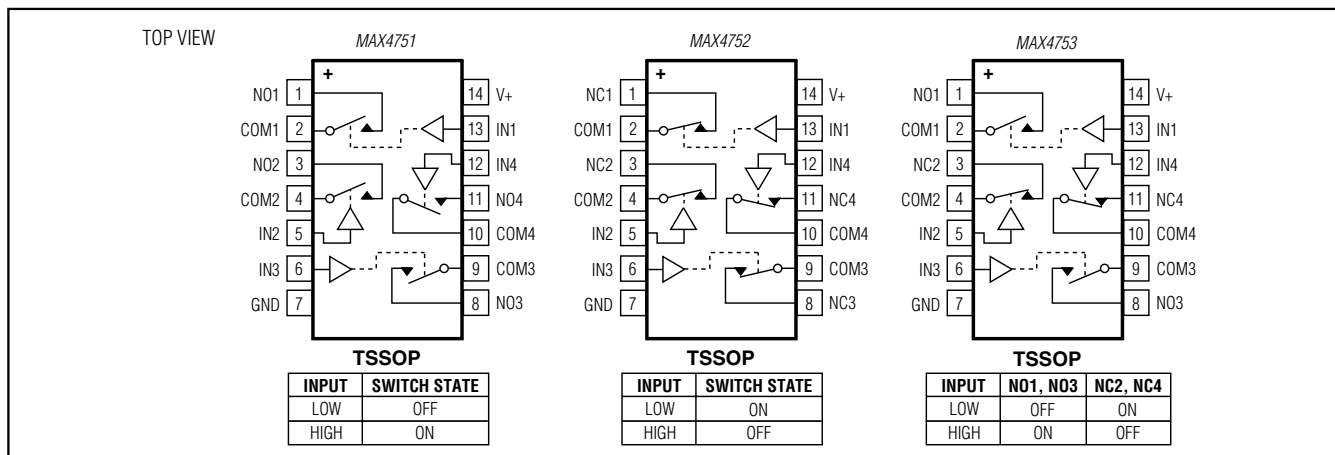 TOP VIEW
MAX4751
+
NO1 1 14 V+
COM1 2 13 IN1
NO2 3 12 IN4
COM2 4 11 NO4
IN2 5 10 COM4
IN3 6 9 COM3
GND 7 8 NO3
TSSOP
INPUT SWITCH STATE
LOW OFF
HIGH ON
MAX4752
+
NC1 1 14 V+
COM1 2 13 IN1
NC2 3 12 IN4
COM2 4 11 NC4
IN2 5 10 COM4
IN3 6 9 COM3
GND 7 8 NC3
TSSOP
INPUT SWITCH STATE
LOW ON
HIGH OFF
MAX4753
+
NO1 1 14 V+
COM1 2 13 IN1
NC2 3 12 IN4
COM2 4 11 NC4
IN2 5 10 COM4
IN3 6 9 COM3
GND 7 8 NO3
TSSOP
INPUT NO1, NO3 NC2, NC4
LOW OFF ON
HIGH ON OFF